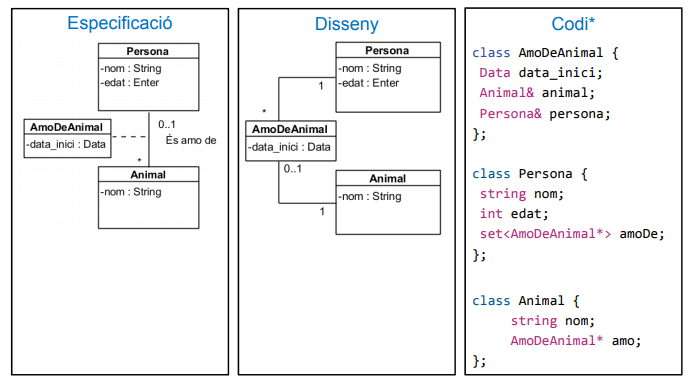 Especificació
Persona
-nom : String
-edat : Enter
0..1
És amo de
AmoDeAnimal
-data_inici : Data
*
Animal
-nom : String
Disseny
Persona
-nom : String
-edat : Enter
1
*
AmoDeAnimal
-data_inici : Data
0..1
Animal
-nom : String
1
Codi*
class AmoDeAnimal {
Data data_inici;
Animal& animal;
Persona& persona;
};
class Persona {
string nom;
int edat;
set<AmoDeAnimal*> amoDe;
};
class Animal {
string nom;
AmoDeAnimal* amo;
};